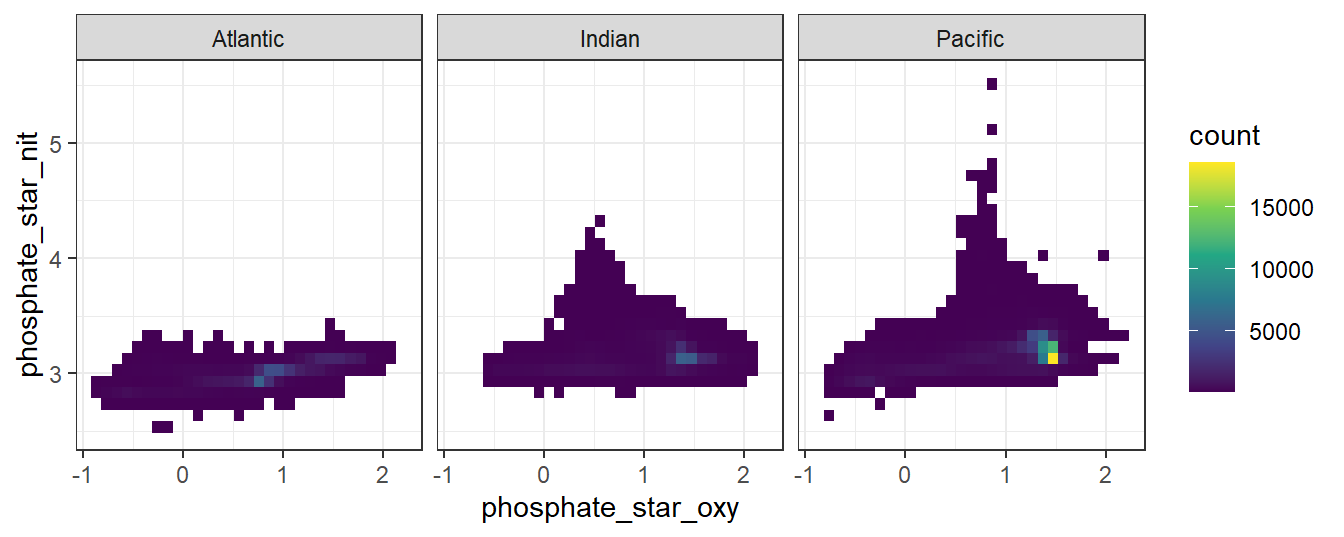 Atlantic
Indian
Pacific
phosphate_star_nit
5
4
3
-1 0 1 2
-1 0 1 2
-1 0 1 2
phosphate_star_oxy
count
15000
10000
5000